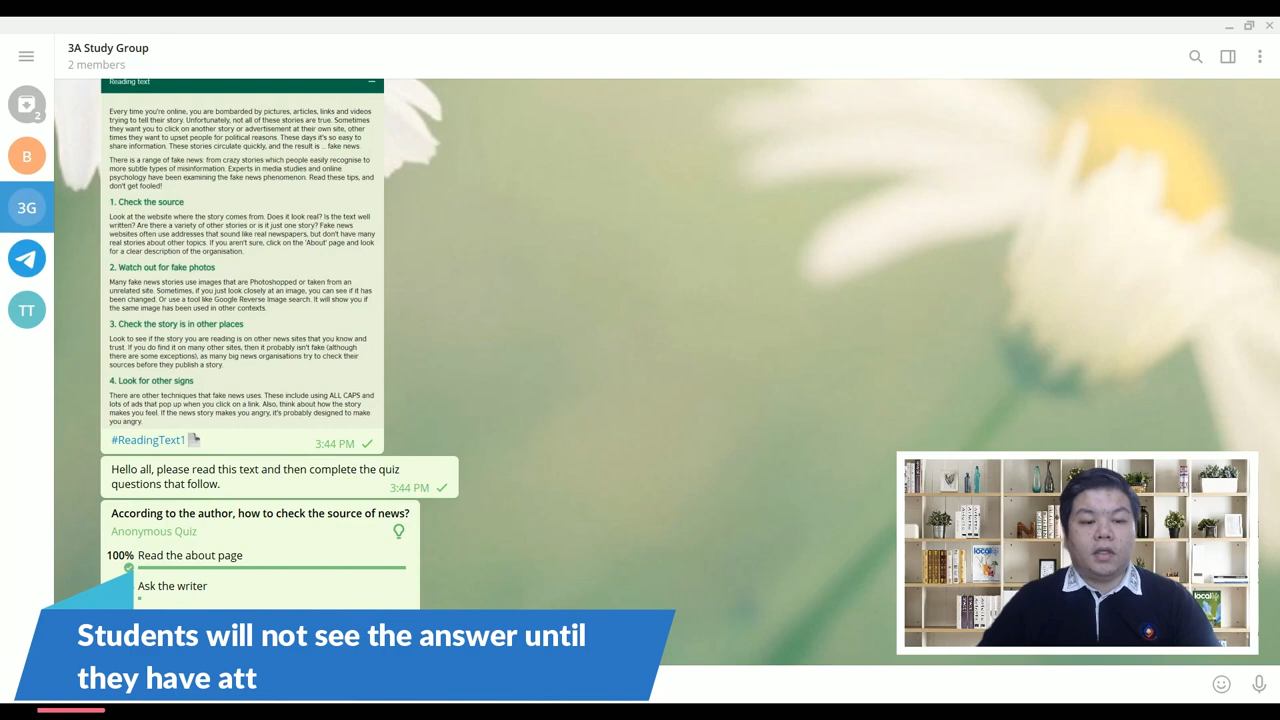 3A Study Group
2 members
2
B
3G
TT
Reading text
Every time you're online, you are bombarded by pictures, articles, links and videos
trying to tell their story. Unfortunately, not all of these stories are true. Sometimes
they want you to click on another story or advertisement at their own site, other
times they want to upset people for political reasons. These days it's so easy to
share information. These stories circulate quickly, and the result is ... fake news.
There is a range of fake news: from crazy stories which people easily recognise to
more subtle types of misinformation. Experts in media studies and online
psychology have been examining the fake news phenomenon. Read these tips, and
don't get fooled!
1. Check the source
Look at the website where the story comes from. Does it look real? Is the text well
written? Are there a variety of other stories or is it just one story? Fake news
websites often use addresses that sound like real newspapers, but don't have many
real stories about other topics. If you aren't sure, click on the 'About' page and look
for a clear description of the organisation.
2. Watch out for fake photos
Many fake news stories use images that are Photoshopped or taken from an
unrelated site. Sometimes, if you just look closely at an image, you can see if it has
been changed. Or use a tool like Google Reverse Image search. It will show you if
the same image has been used in other contexts.
3. Check the story is in other places
Look to see if the story you are reading is on other news sites that you know and
trust. If you do find it on many other sites, then it probably isn't fake (although
there are some exceptions), as many big news organisations try to check their
sources before they publish a story.
4. Look for other signs
There are other techniques that fake news uses. These include using ALL CAPS and
lots of ads that pop up when you click on a link. Also, think about how the story
makes you feel. If the news story makes you angry, it's probably designed to make
you angry.
#ReadingText1
3:44 PM
Hello all, please read this text and then complete the quiz
questions that follow.
3:44 PM
According to the author, how to check the source of news?
Anonymous Quiz
100% Read the about page
Ask the writer
Students will not see the answer until
they have att
local
local